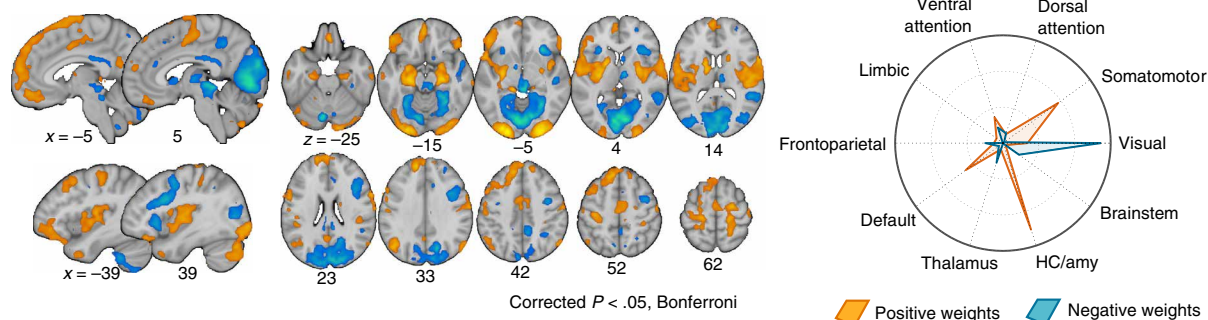 Ventral
attention
Dorsal
attention
Limbic
Somatomotor
Frontoparietal
Visual
Default
Brainstem
Thalamus
HC/amy
x = –5
5
z = –25
–15
–5
4
14
x = –39
39
23
33
42
52
62
Corrected P < .05, Bonferroni
Positive weights
Negative weights